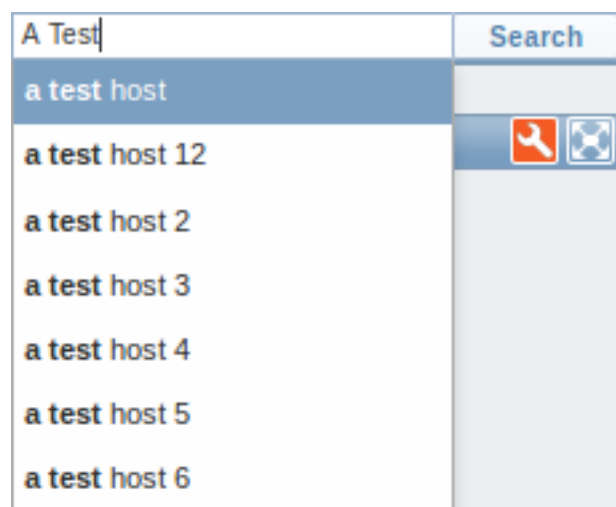 A Test
Search
a test host
a test host 12
a test host 2
a test host 3
a test host 4
a test host 5
a test host 6